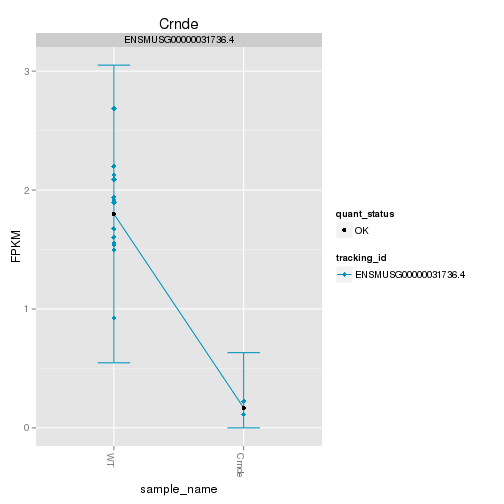 Crnde
ENSMUSG00000031736.4
3
2
1
0
FPKM
WT
Crnde
sample_name
quant_status
OK
tracking_id
ENSMUSG00000031736.4